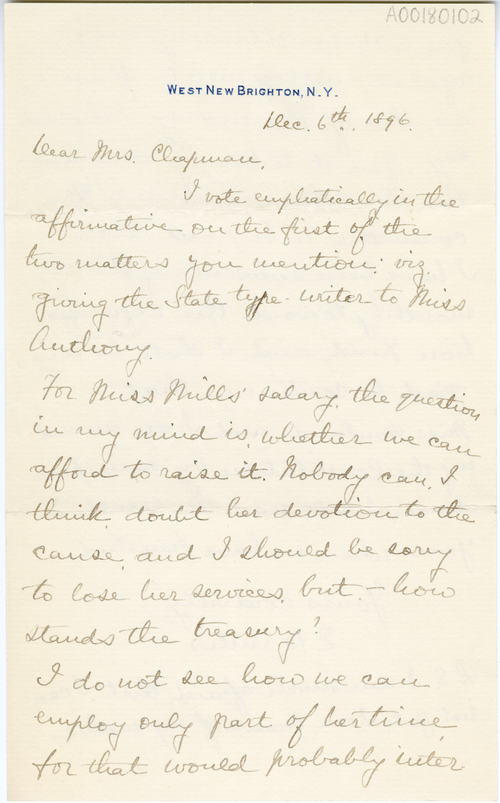 A00180102
WEST NEW BRIGHTON, N.Y.
Dec. 6th, 1896.
Dear Mrs. Chapman,
I vote emphatically in the
affirmative on the first of the
two matters you mention: viz.
giving the State type-writer to Miss
Anthony.
For Miss Mills' salary, the question
in my mind is, whether we can
afford to raise it. Nobody can, I
think, doubt her devotion to the
cause, and I should be sorry
to lose her services, but – how
stands the treasury?
I do not see how we can
employ only part of her time,
for that would probably inter